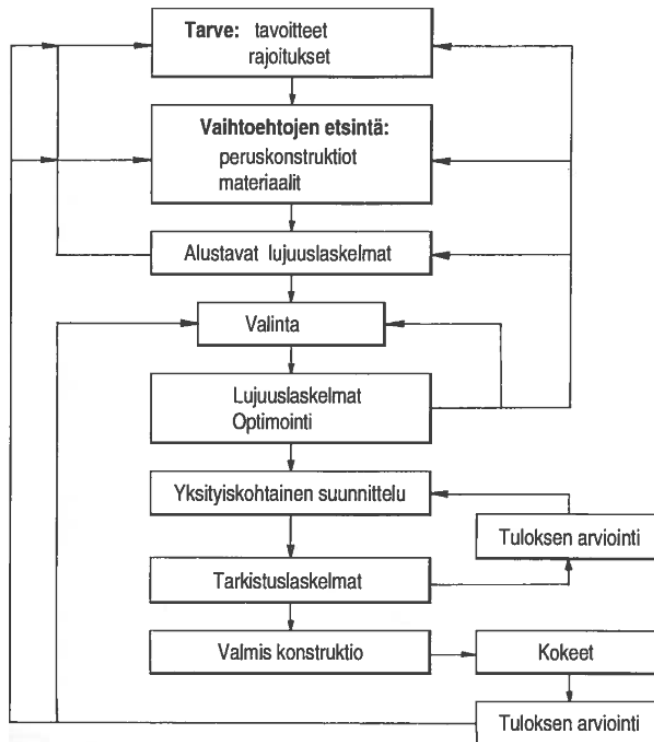 Tarve: tavoitteet
rajoitukset
Vaihtoehtojen etsintä:
peruskonstruktiot
materiaalit
Alustavat lujuuslaskelmat
Valinta
Lujuuslaskelmat
Optimointi
Yksityiskohtainen suunnittelu
Tuloksen arviointi
Tarkistuslaskelmat
Valmis konstruktio
Kokeet
Tuloksen arviointi